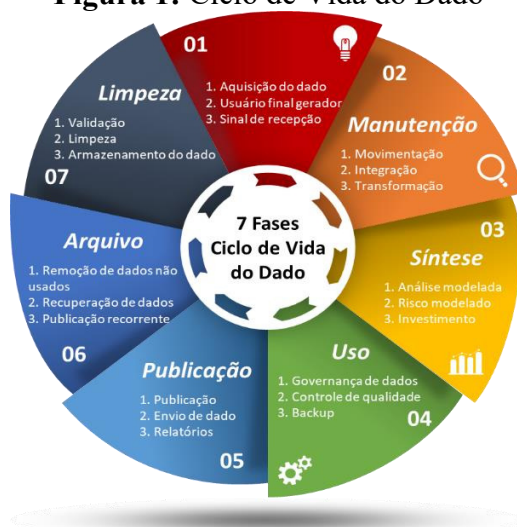 Figura 1. Ciclo de Vida do Dado
01
1. Aquisição do dado
2. Usuário final gerador
3. Sinal de recepção
02
Manutenção
1. Movimentação
2. Integração
3. Transformação
03
Síntese
1. Análise modelada
2. Risco modelado
3. Investimento
Uso
1. Governança de dados
2. Controle de qualidade
3. Backup
04
Publicação
1. Publicação
2. Envio de dado
3. Relatórios
05
Arquivo
1. Remoção de dados não
usados
2. Recuperação de dados
3. Publicação recorrente
06
Limpeza
1. Validação
2. Limpeza
3. Armazenamento do dado
07
7 Fases
Ciclo de Vida
do Dado